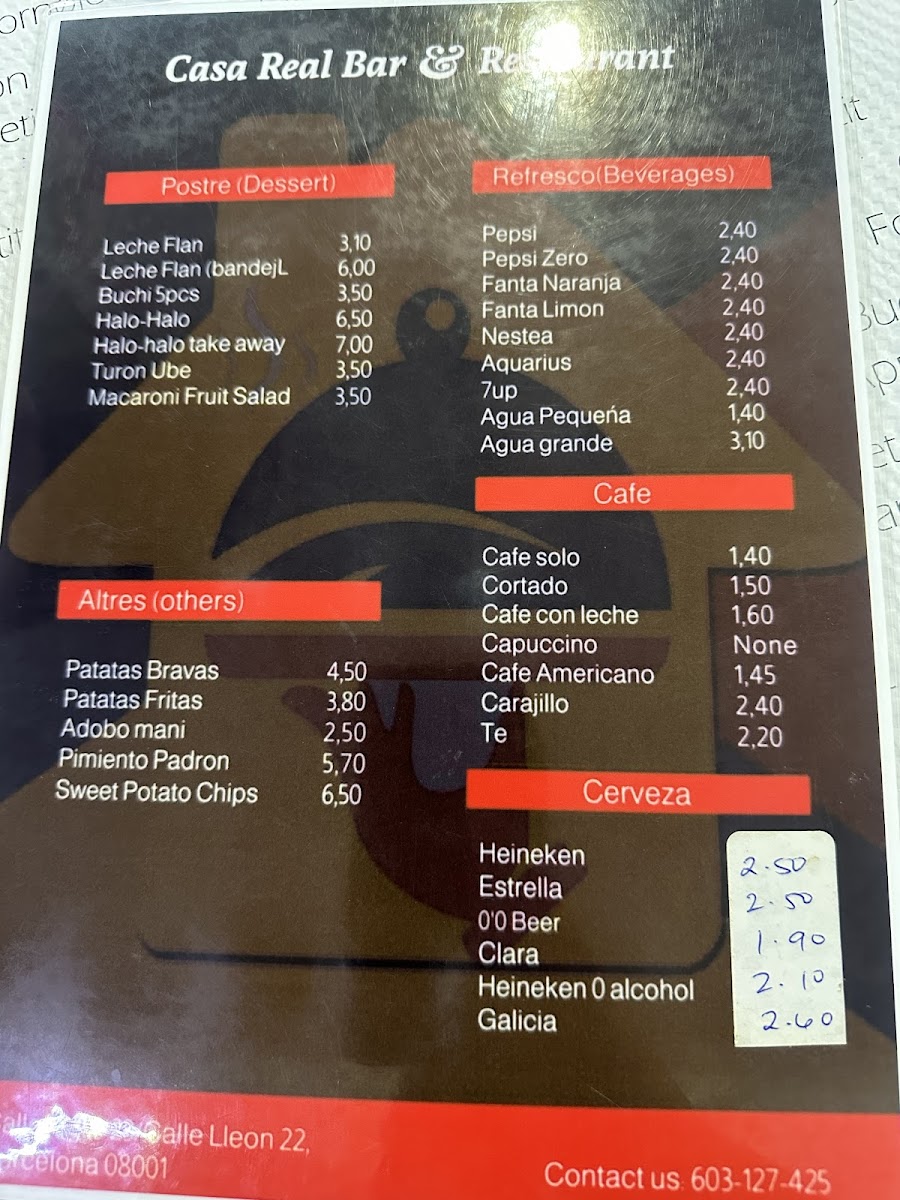 Casa Real Bar &
Postre (Dessert)
Leche Flan 3,10
Leche Flan (bandejL 6,00
Buchi 5pcs 3,50
Halo-Halo 6,50
Halo-halo take away 7,00
Turon Ube 3,50
Macaroni Fruit Salad 3,50
Altres (others)
Patatas Bravas 4,50
Patatas Fritas 3,80
Adobo mani 2,50
Pimiento Padron 5,70
Sweet Potato Chips 6,50
Refresco(Beverages)
Pepsi 2,40
Pepsi Zero 2,40
Fanta Naranja 2,40
Fanta Limon 2,40
Nestea 2,40
Aquarius 2,40
7up 2,40
Agua Pequeńa 1,40
Agua grande 3,10
Cafe
Cafe solo 1,40
Cortado 1,50
Cafe con leche 1,60
Capuccino None
Cafe Americano 1,45
Carajillo 2,40
Te 2,20
Cerveza
Heineken 2.50
Estrella 2.50
0'0 Beer 1.90
Clara 2.10
Heineken 0 alcohol 2.60
Galicia
Calle Lleon 22,
08001
Contact us: 603-127-425